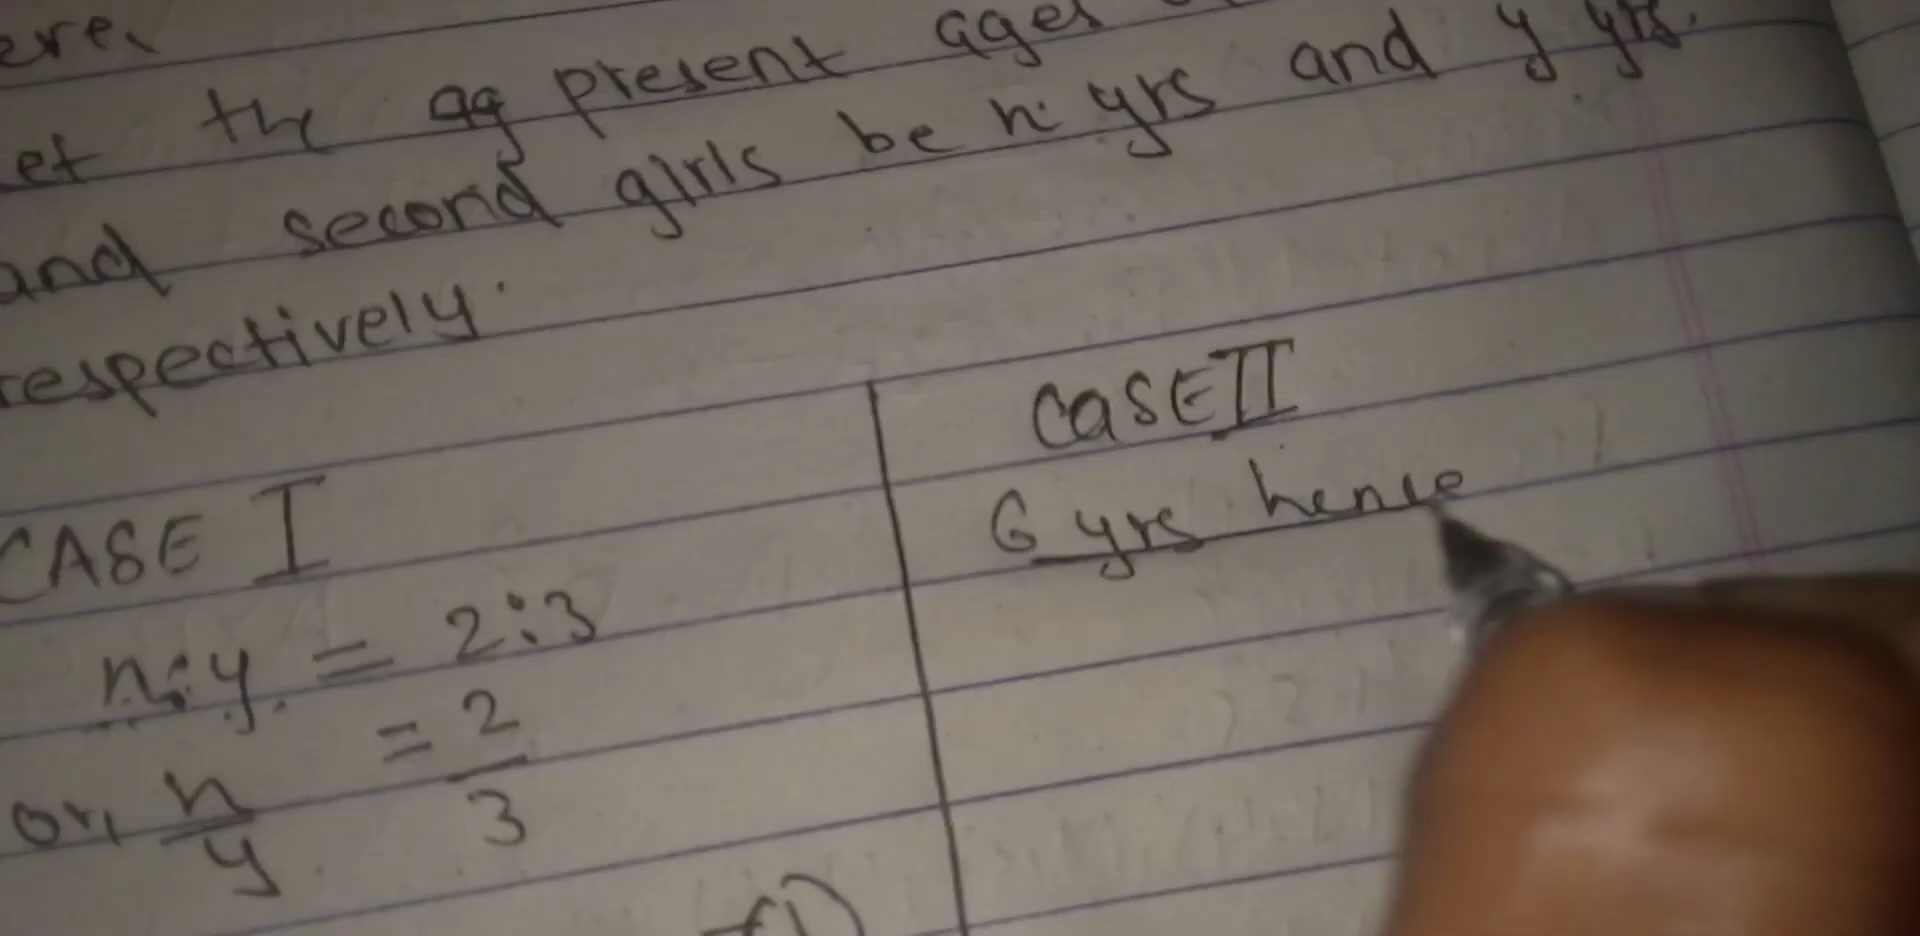 ere,
et the ag present ages
and second girls be n yrs and y yrs.
respectively.
CASE I
n:y = 2:3
or, n/y = 2/3
(1)
CASE II
6 yrs hence